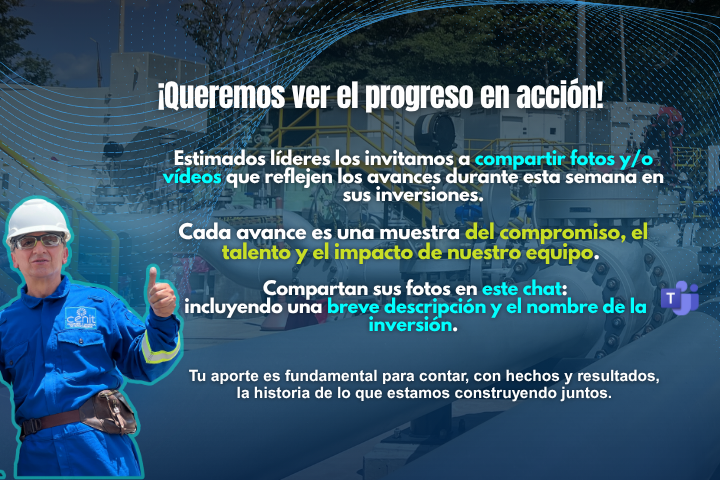 ¡Queremos ver el progreso en acción!
Estimados líderes los invitamos a compartir fotos y/o
vídeos que reflejen los avances durante esta semana en
sus inversiones.
Cada avance es una muestra del compromiso, el
talento y el impacto de nuestro equipo.
Compartan sus fotos en este chat:
incluyendo una breve descripción y el nombre de la
inversión.
T
Tu aporte es fundamental para contar, con hechos y resultados,
la historia de lo que estamos construyendo juntos.
cenit